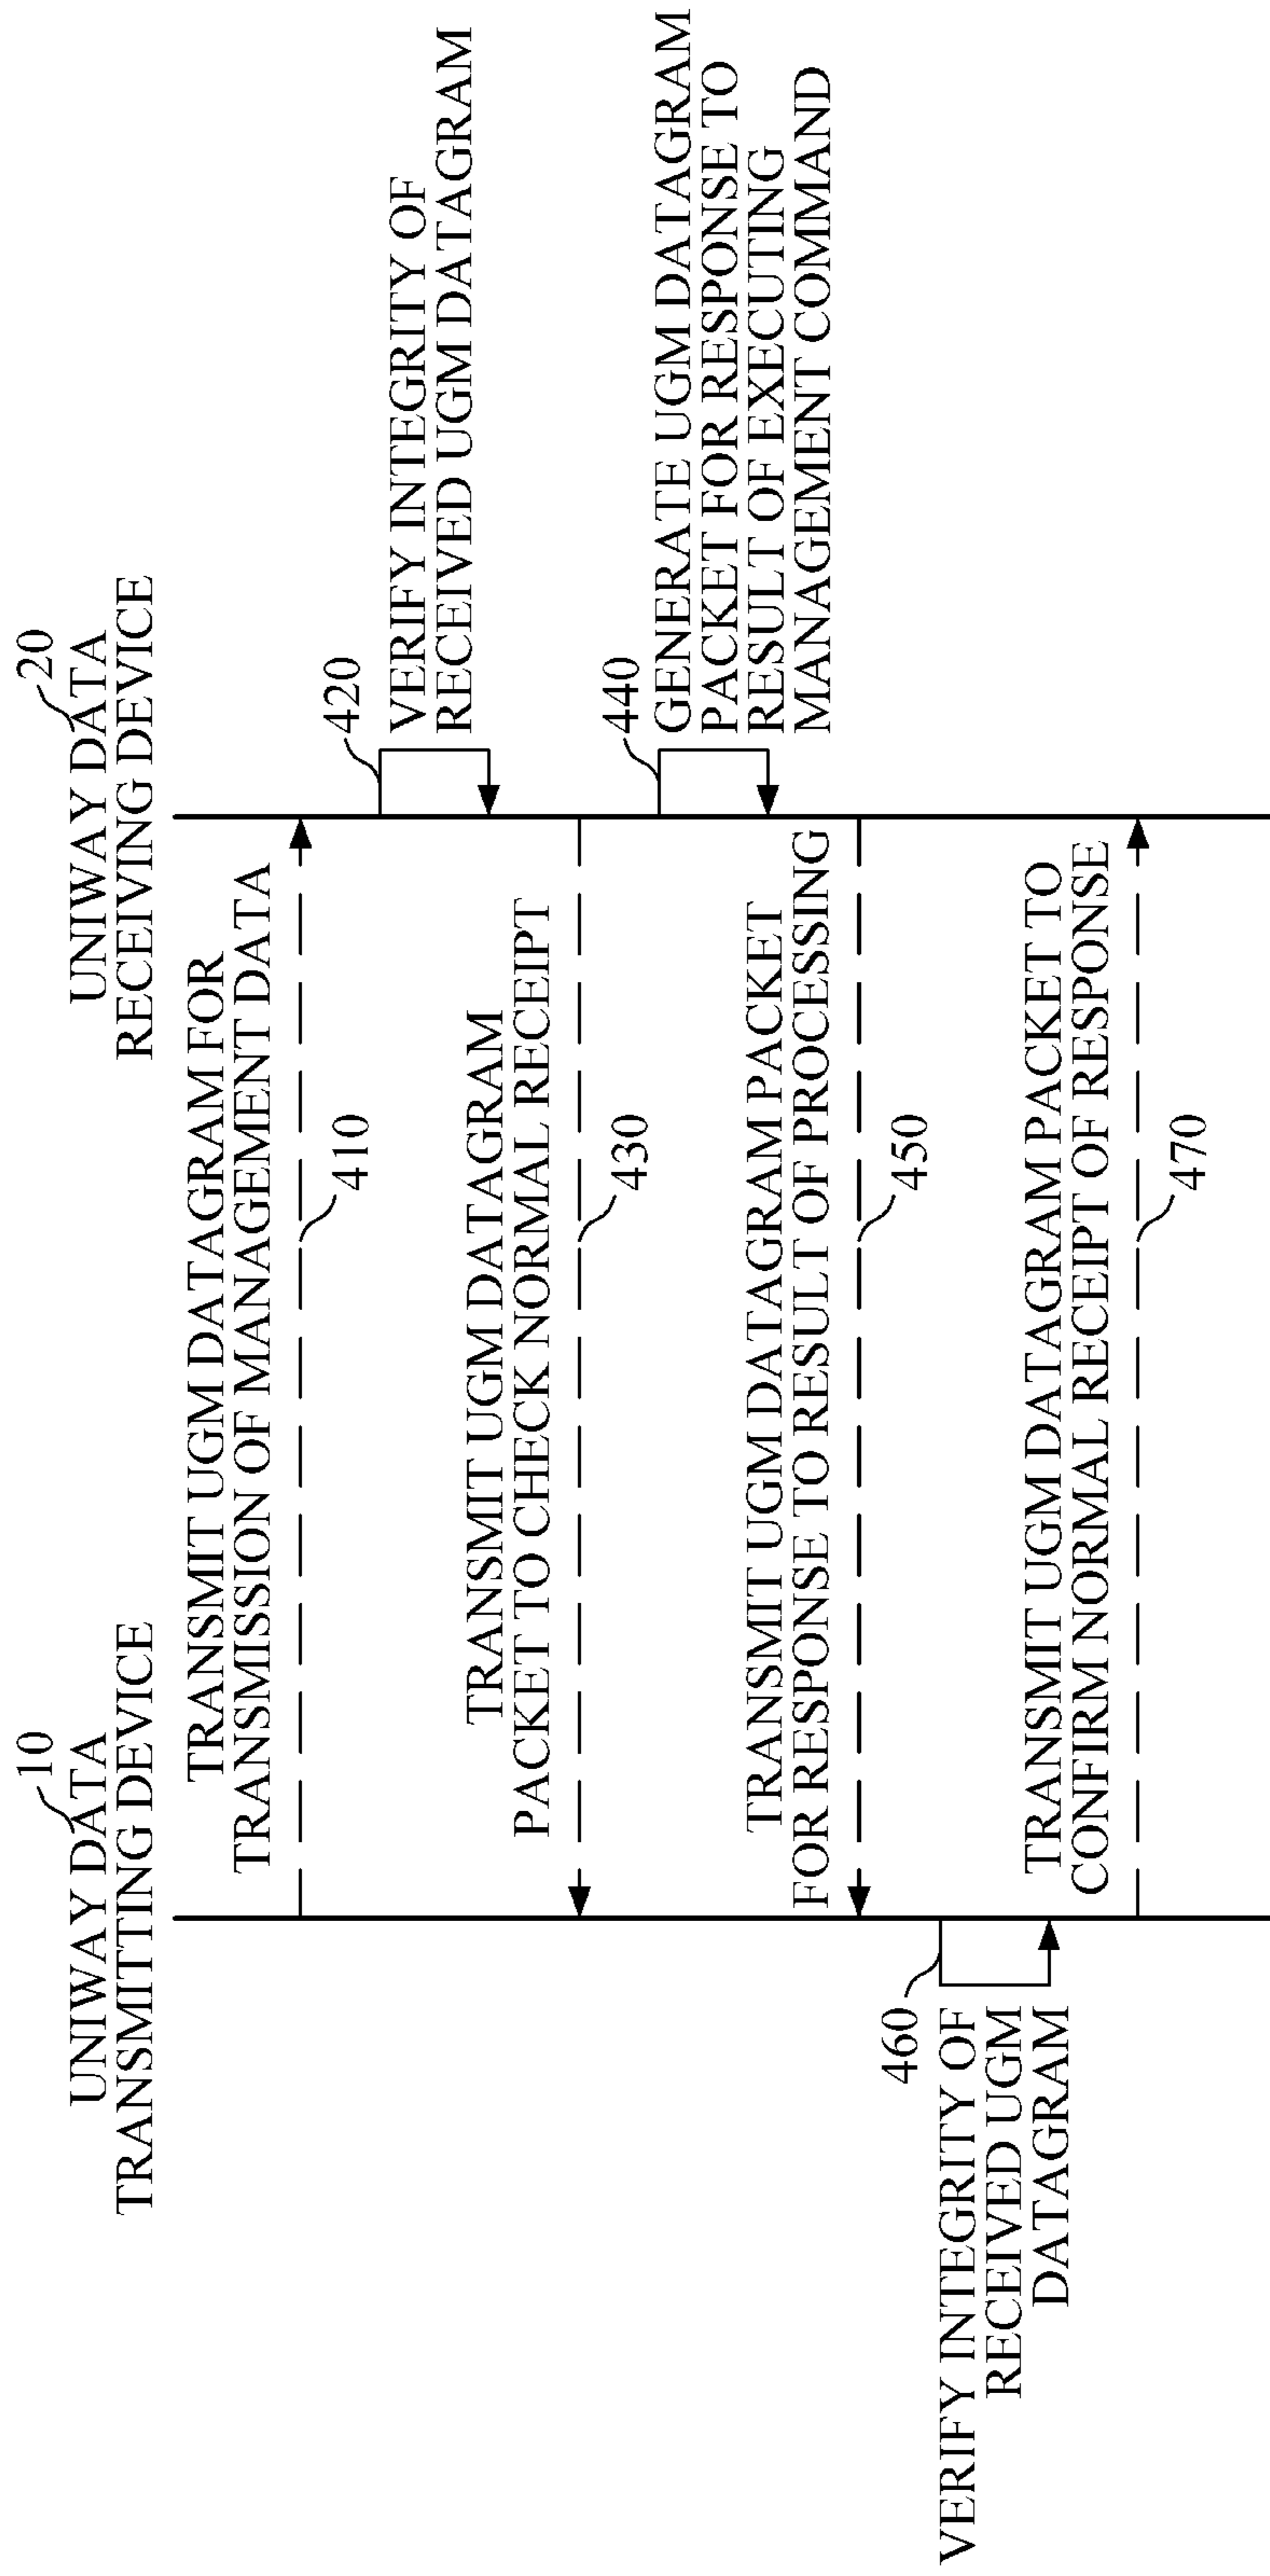 10
UNIWAY DATA
TRANSMITTING DEVICE
20
UNIWAY DATA
RECEIVING DEVICE
TRANSMIT UGM DATAGRAM FOR
TRANSMISSION OF MANAGEMENT DATA
410
420
VERIFY INTEGRITY OF
RECEIVED UGM DATAGRAM
TRANSMIT UGM DATAGRAM
PACKET TO CHECK NORMAL RECEIPT
430
440
GENERATE UGM DATAGRAM
PACKET FOR RESPONSE TO
RESULT OF EXECUTING
MANAGEMENT COMMAND
TRANSMIT UGM DATAGRAM PACKET
FOR RESPONSE TO RESULT OF PROCESSING
450
460
VERIFY INTEGRITY OF
RECEIVED UGM
DATAGRAM
TRANSMIT UGM DATAGRAM PACKET TO
CONFIRM NORMAL RECEIPT OF RESPONSE
470